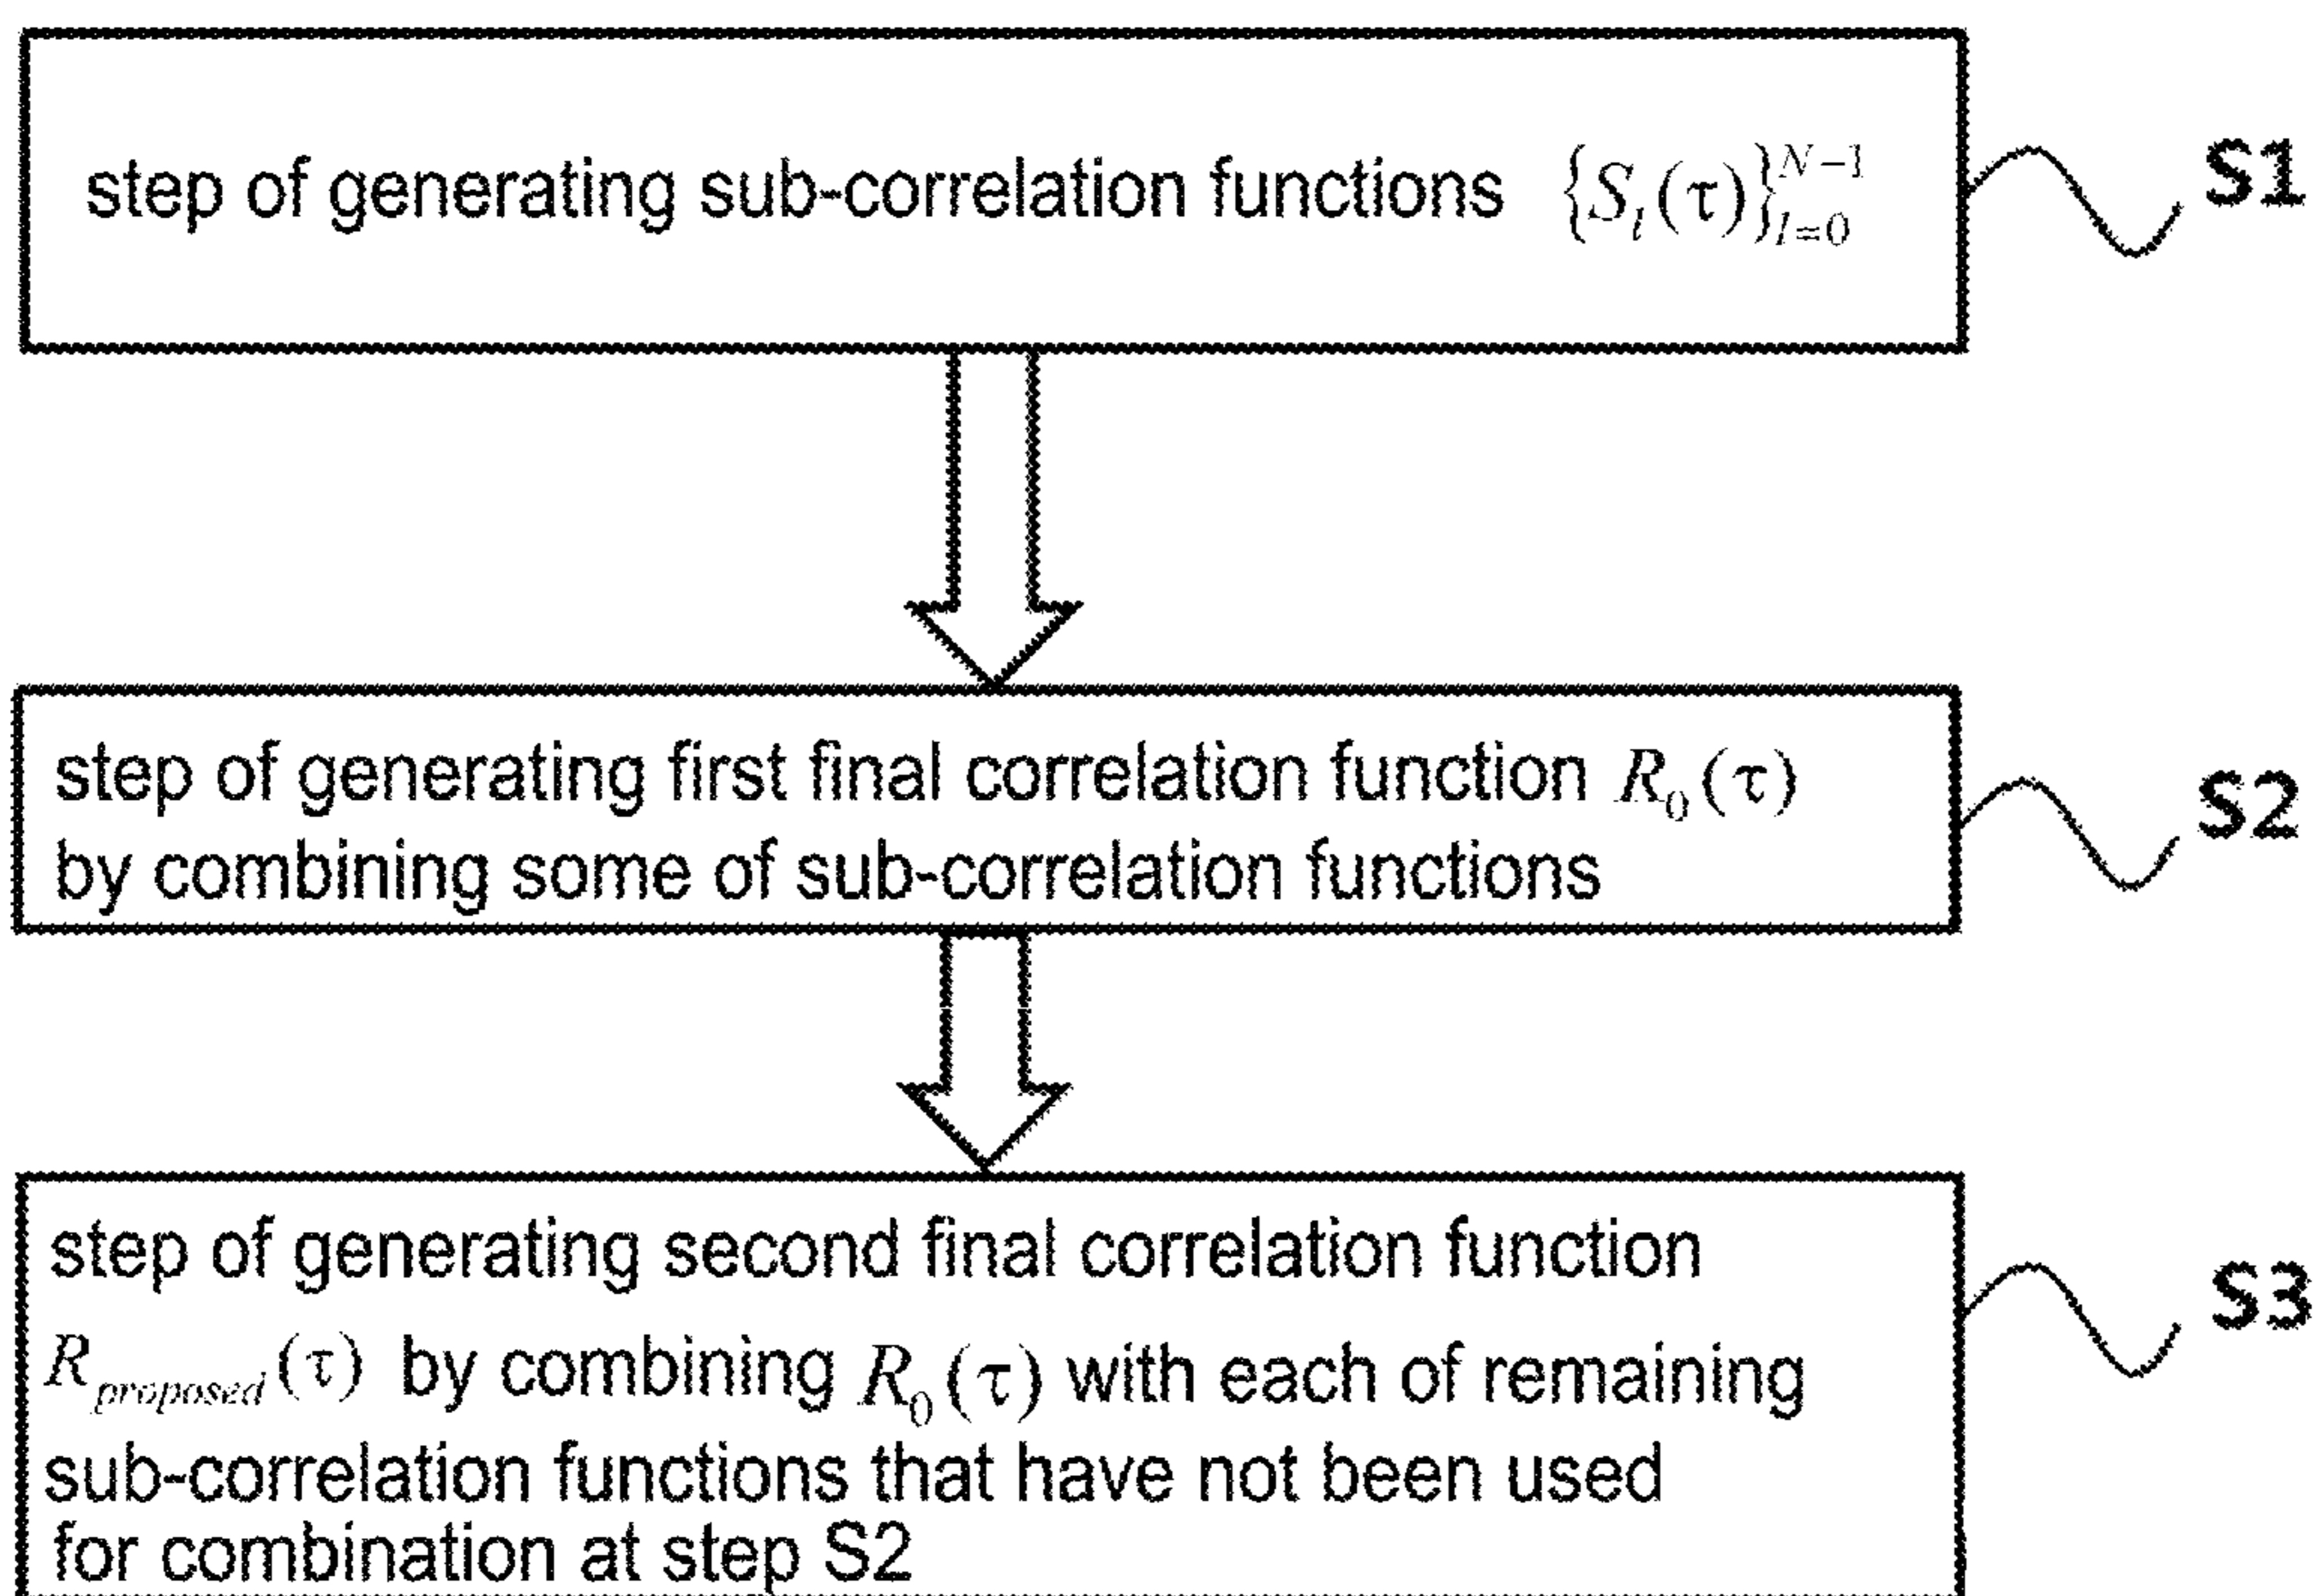 step of generating sub-correlation functions {S_l(τ)}_{l=0}^{N-1}
S1
step of generating first final correlation function R_0(τ)
by combining some of sub-correlation functions
S2
step of generating second final correlation function
R_proposed(τ) by combining R_0(τ) with each of remaining
sub-correlation functions that have not been used
for combination at step S2
S3